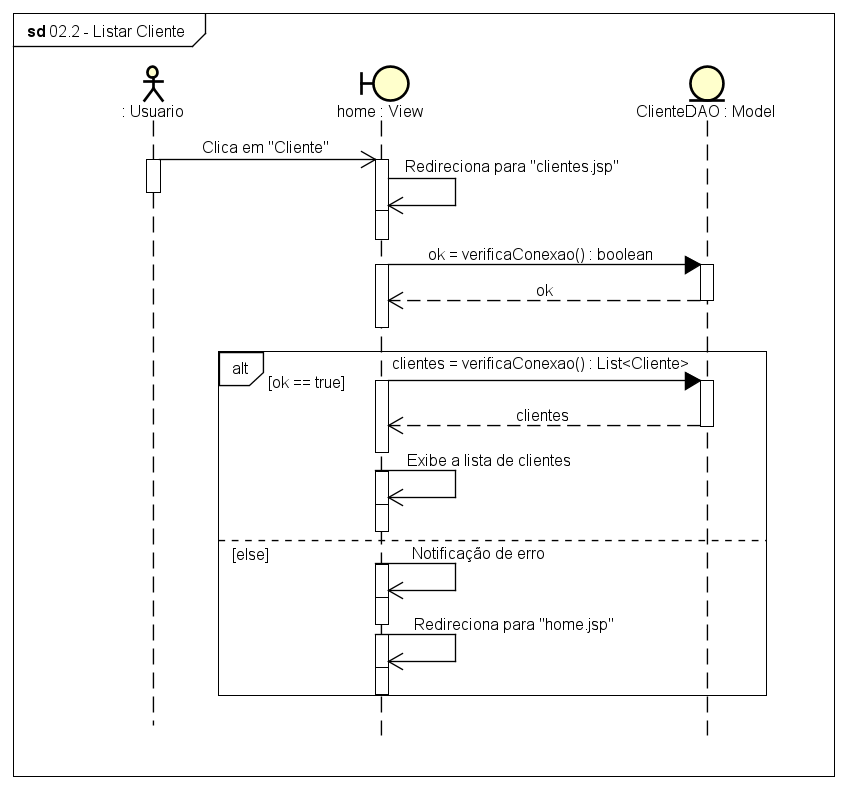 sd 02.2 - Listar Cliente
: Usuario
home : View
ClienteDAO : Model
Clica em "Cliente"
Redireciona para "clientes.jsp"
ok = verificaConexao() : boolean
ok
alt
clientes = verificaConexao() : List<Cliente>
[ok == true]
clientes
Exibe a lista de clientes
[else]
Notificação de erro
Redireciona para "home.jsp"